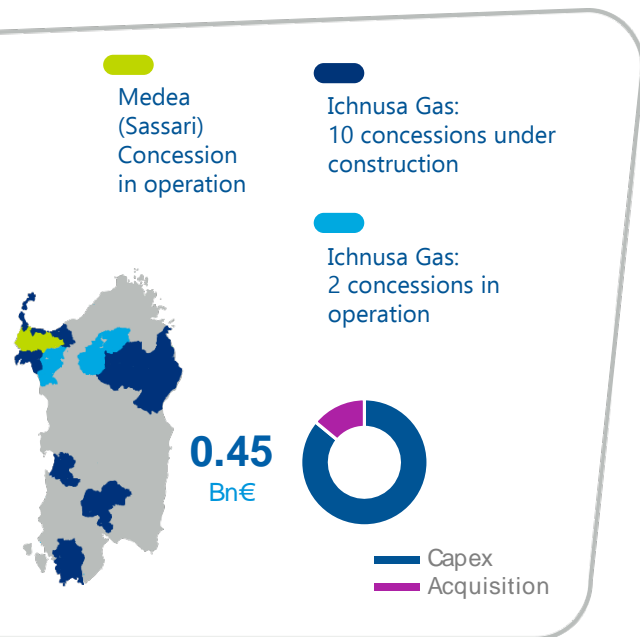 Medea
(Sassari)
Concession
in operation
Ichnusa Gas:
10 concessions under
construction
Ichnusa Gas:
2 concessions in
operation
0.45
Bn€
Capex
Acquisition